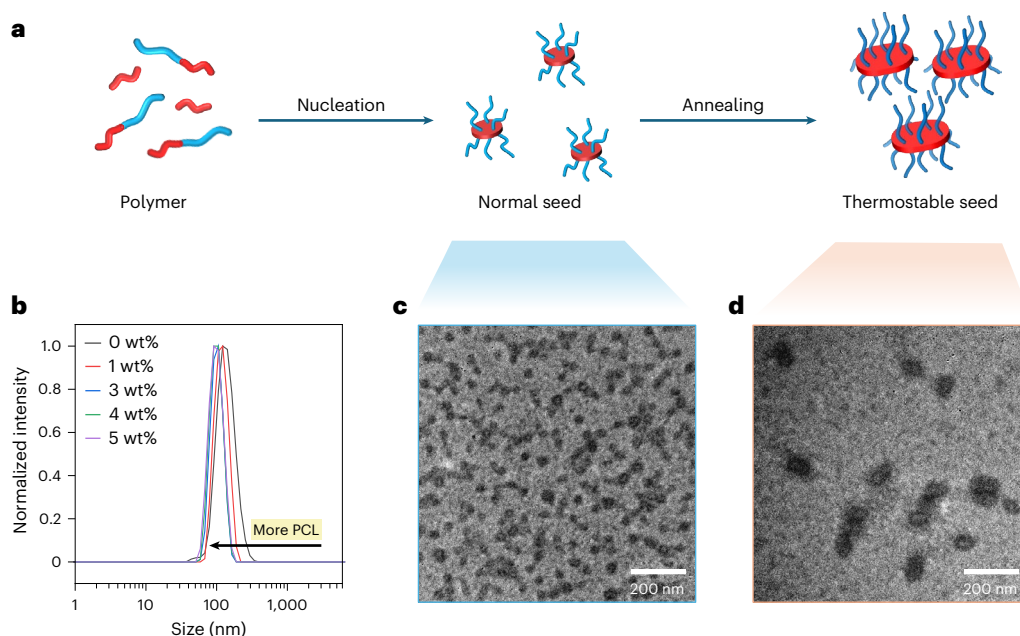 a
Nucleation
Annealing
Polymer
Normal seed
Thermostable seed
b
Normalized intensity
1.0
0.8
0.6
0.4
0.2
0
0 wt%
1 wt%
3 wt%
4 wt%
5 wt%
More PCL
1
10
100
1,000
Size (nm)
c
200 nm
d
200 nm